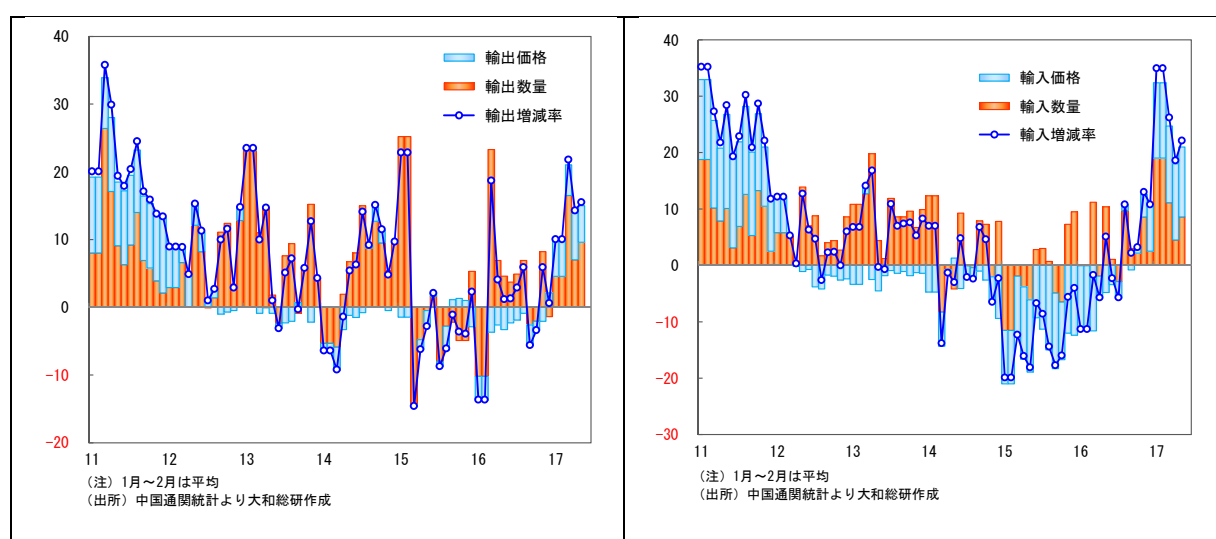 40
30
20
10
0
-10
-20
11 12 13 14 15 16 17
輸出価格
輸出数量
輸出増減率
（注）1月～2月は平均
（出所）中国通関統計より大和総研作成
40
30
20
10
0
-10
-20
-30
11 12 13 14 15 16 17
輸入価格
輸入数量
輸入増減率
（注）1月～2月は平均
（出所）中国通関統計より大和総研作成